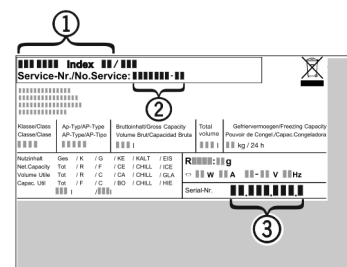 1
Index /
Service-Nr./No.Service: -
2
Klasse/Class
Classe/Clase
Ap-Typ/AP-Type
AP-Type/AP-Tipo
Bruttoinhalt/Gross Capacity
Volume Brut/Capacidad Bruta
l
Total
volume
l
Gefriervermoegen/Freezing Capacity
Pouvoir de Congel./Capac.Congeladora
kg / 24 h
Nutzinhalt Ges / K / G / KE / KALT / EIS
Net.Capacity Tot / R / F / CE / CHILL / ICE
Volume Utile Tot / R / C / CA / CHILL / GLA
Capac. Util Tot / F / C / BO / CHILL / HIE
l / l
R : g
W A - V Hz
Serial-Nr. . . .
3